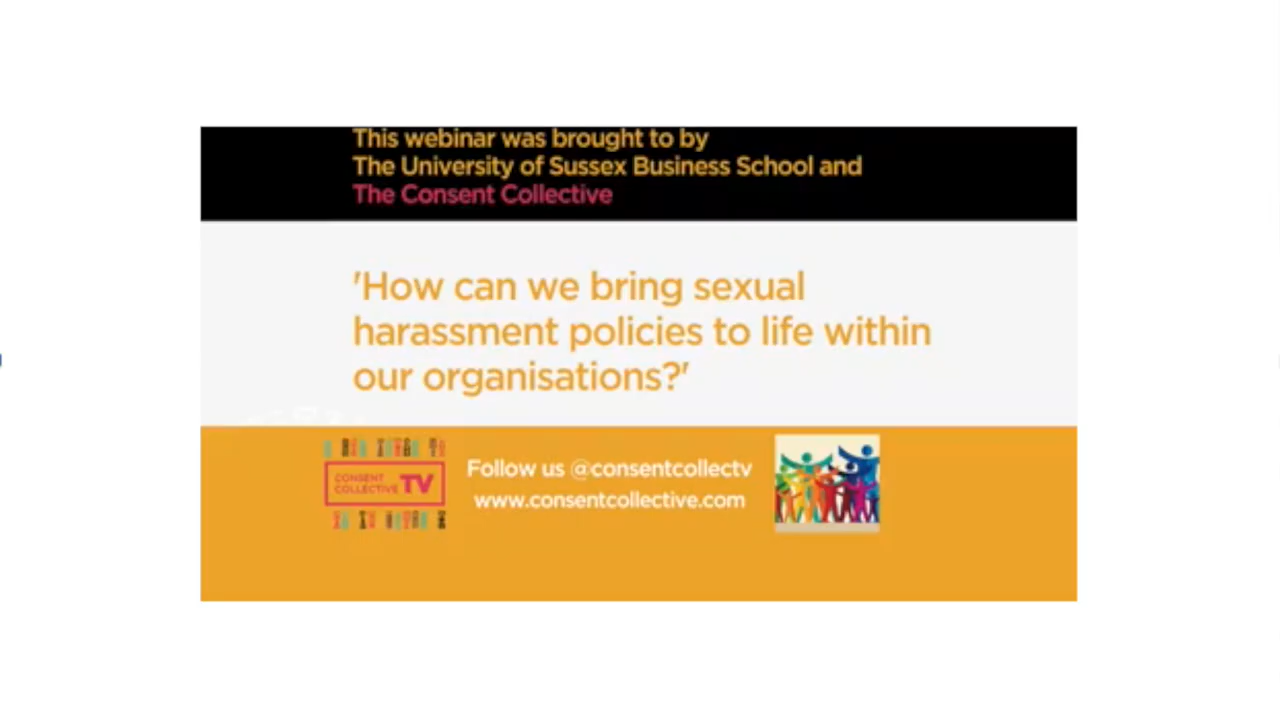 This webinar was brought to by
The University of Sussex Business School and
The Consent Collective
'How can we bring sexual
harassment policies to life within
our organisations?'
CONSENT
COLLECTIVE TV
Follow us @consentcollectv
www.consentcollective.com